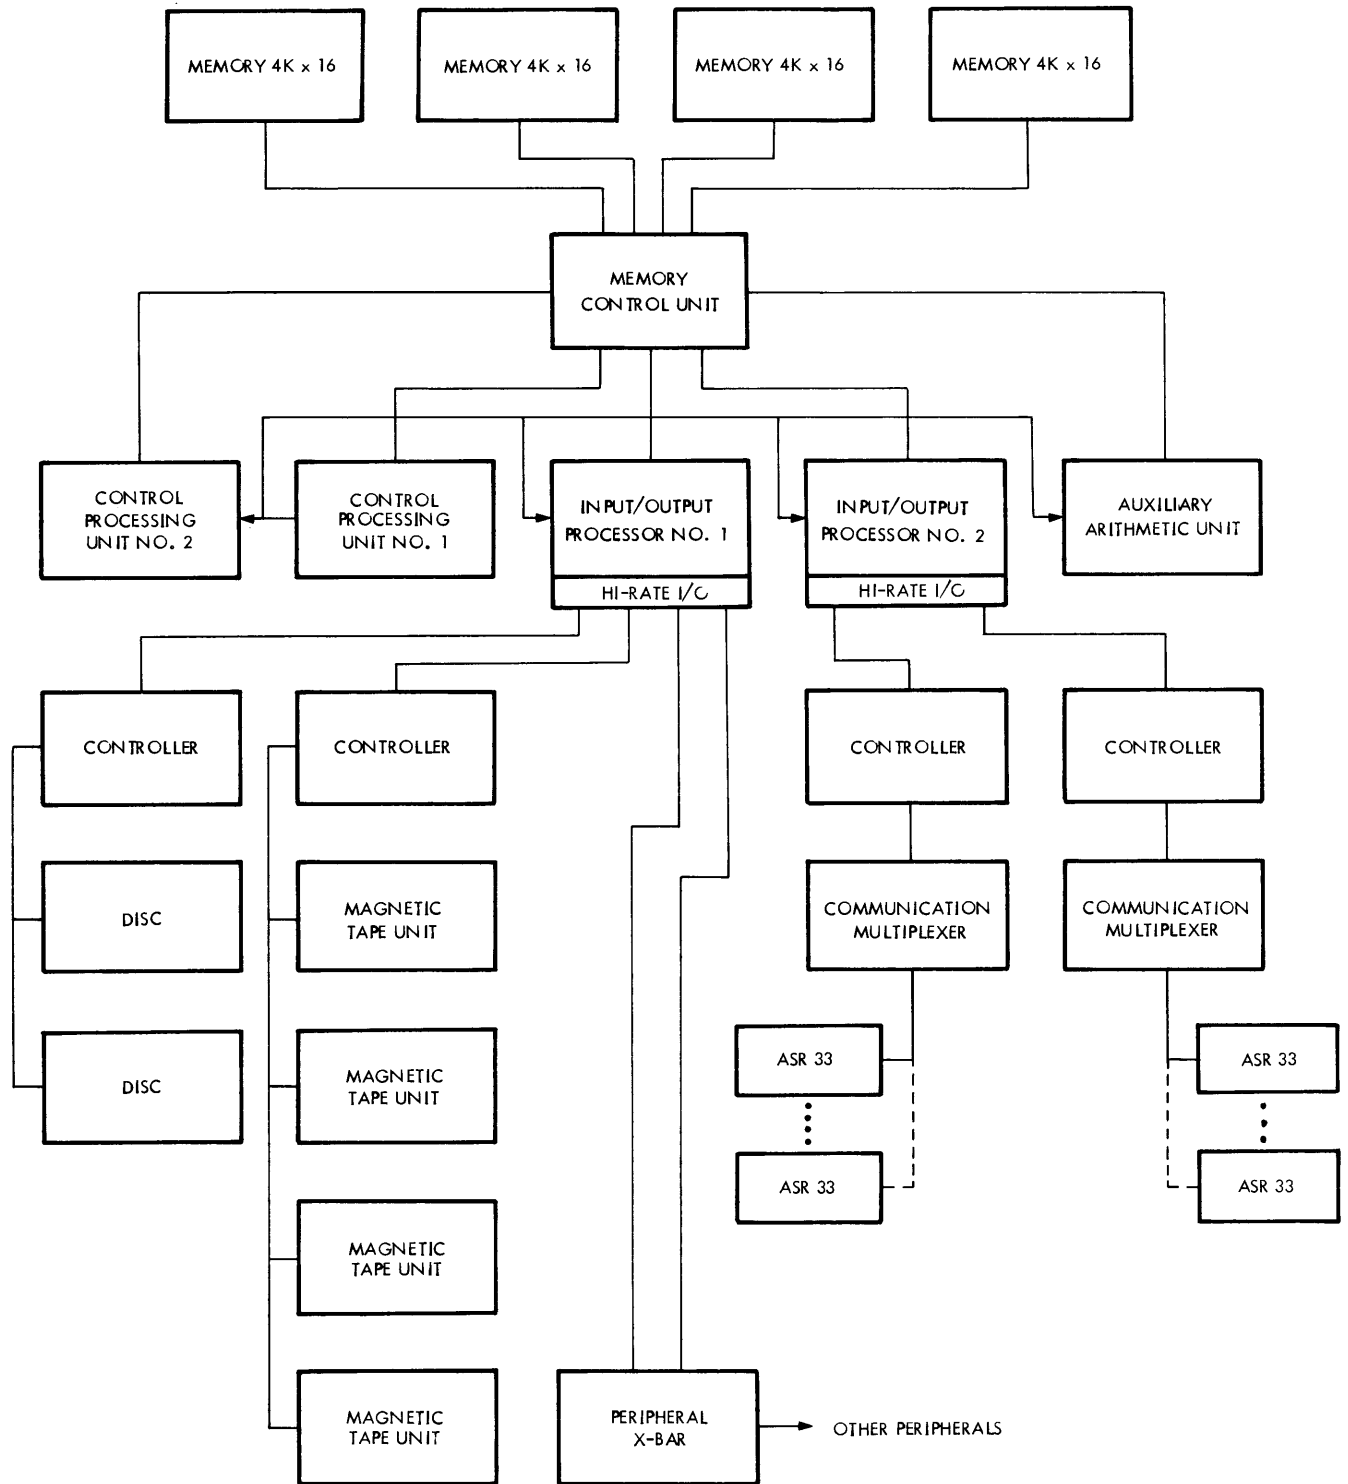 MEMORY 4K x 16
MEMORY 4K x 16
MEMORY 4K x 16
MEMORY 4K x 16
MEMORY
CONTROL UNIT
CONTROL
PROCESSING
UNIT NO. 2
CONTROL
PROCESSING
UNIT NO. 1
INPUT/OUTPUT
PROCESSOR NO. 1
HI-RATE I/O
INPUT/OUTPUT
PROCESSOR NO. 2
HI-RATE I/O
AUXILIARY
ARITHMETIC UNIT
CONTROLLER
CONTROLLER
CONTROLLER
CONTROLLER
DISC
MAGNETIC
TAPE UNIT
COMMUNICATION
MULTIPLEXER
COMMUNICATION
MULTIPLEXER
DISC
MAGNETIC
TAPE UNIT
ASR 33
ASR 33
ASR 33
ASR 33
MAGNETIC
TAPE UNIT
MAGNETIC
TAPE UNIT
PERIPHERAL
X-BAR
OTHER PERIPHERALS